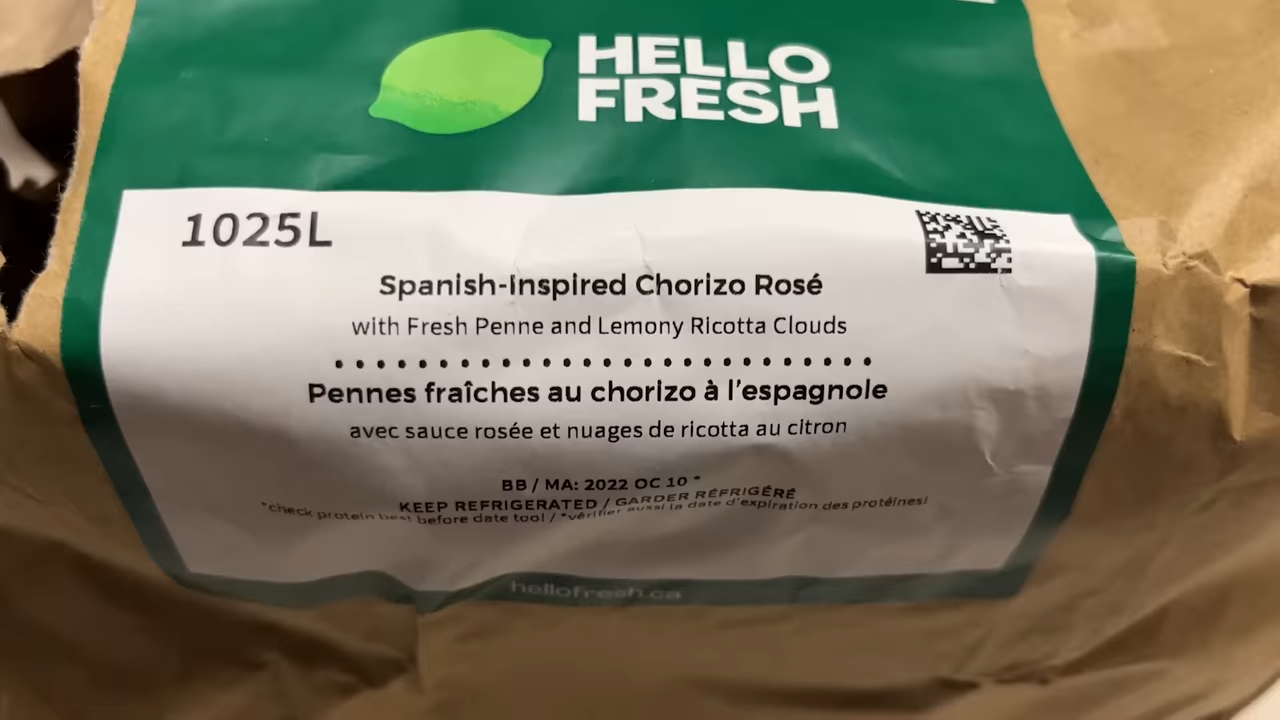 HELLO
FRESH
1025L
Spanish-Inspired Chorizo Rosé
with Fresh Penne and Lemony Ricotta Clouds
Pennes fraîches au chorizo à l'espagnole
avec sauce rosée et nuages de ricotta au citron
BB / MA: 2022 OC 10 *
KEEP REFRIGERATED / GARDER RÉFRIGÉRÉ
*check protein best before date too! / *vérifier aussi la date d'expiration des protéines!
hellofresh.ca